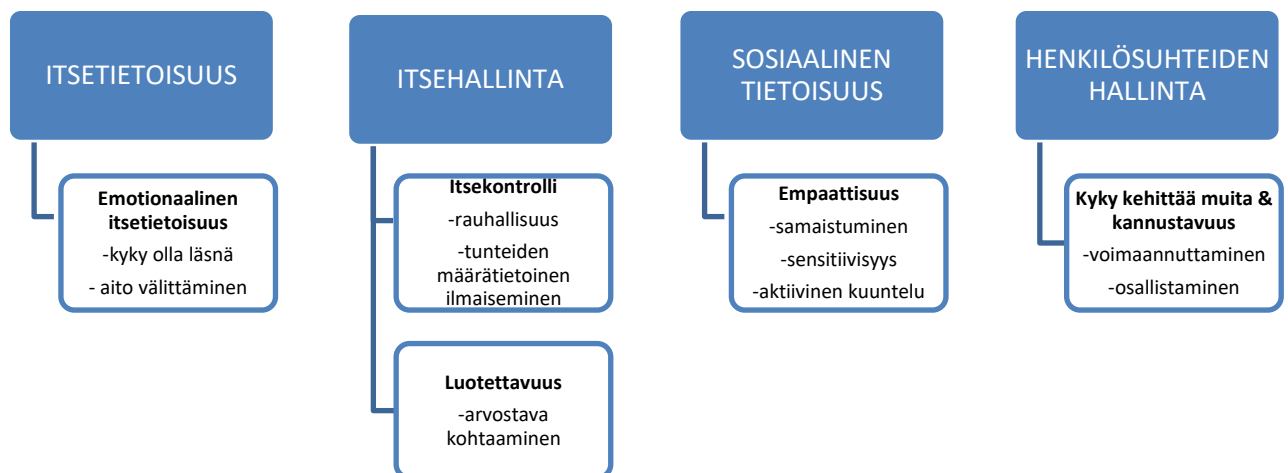 ITSETIETOISUUS
Emotionaalinen
itsetietoisuus
-kyky olla läsnä
- aito välittäminen
ITSEHALLINTA
Itsekontrolli
-rauhallisuus
-tunteiden
määrätietoinen
ilmaiseminen
Luotettavuus
-arvostava
kohtaaminen
SOSIAALINEN
TIETOISUUS
Empaattisuus
-samaistuminen
-sensitiivisyys
-aktiivinen kuuntelu
HENKILÖSUHTEIDEN
HALLINTA
Kyky kehittää muita &
kannustavuus
-voimaannuttaminen
-osallistaminen